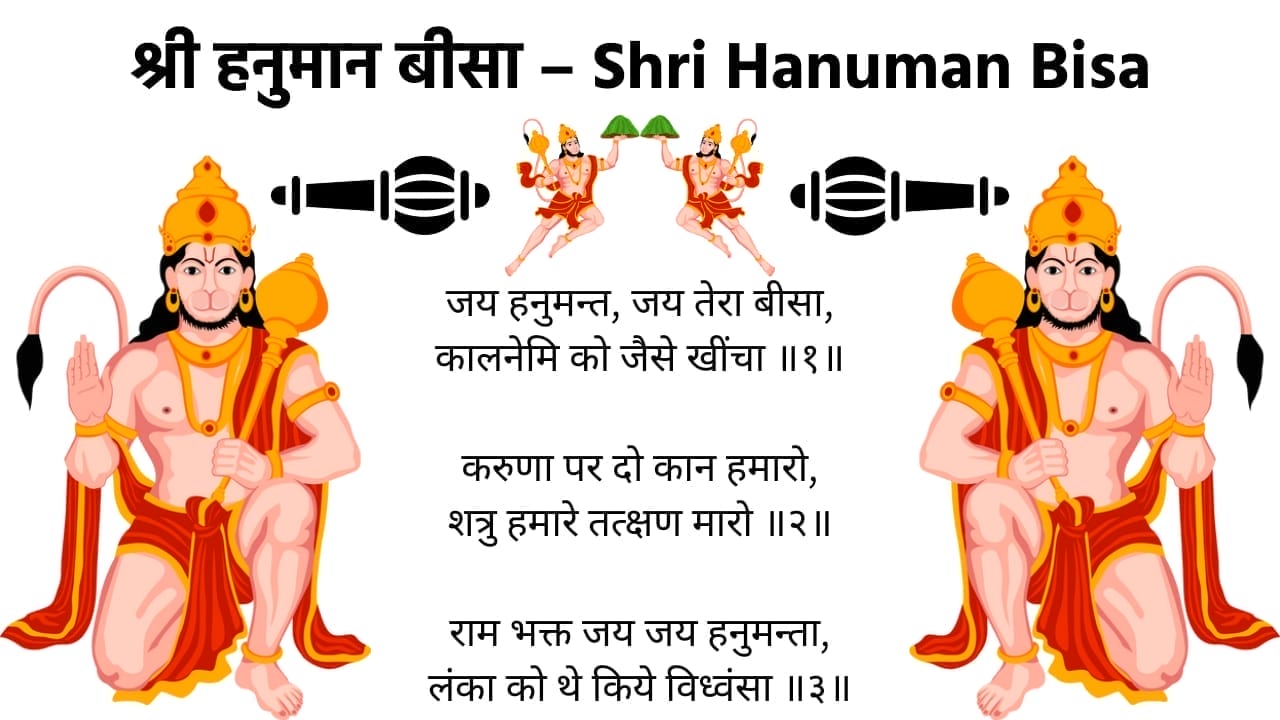 श्री हनुमान बीसा – Shri Hanuman Bisa
जय हनुमन्त, जय तेरा बीसा,
कालनेमि को जैसे खींचा ॥१॥
करुणा पर दो कान हमारो,
शत्रु हमारे तत्क्षण मारो ॥२॥
राम भक्त जय जय हनुमन्ता,
लंका को थे किये विध्वंसा ॥३॥